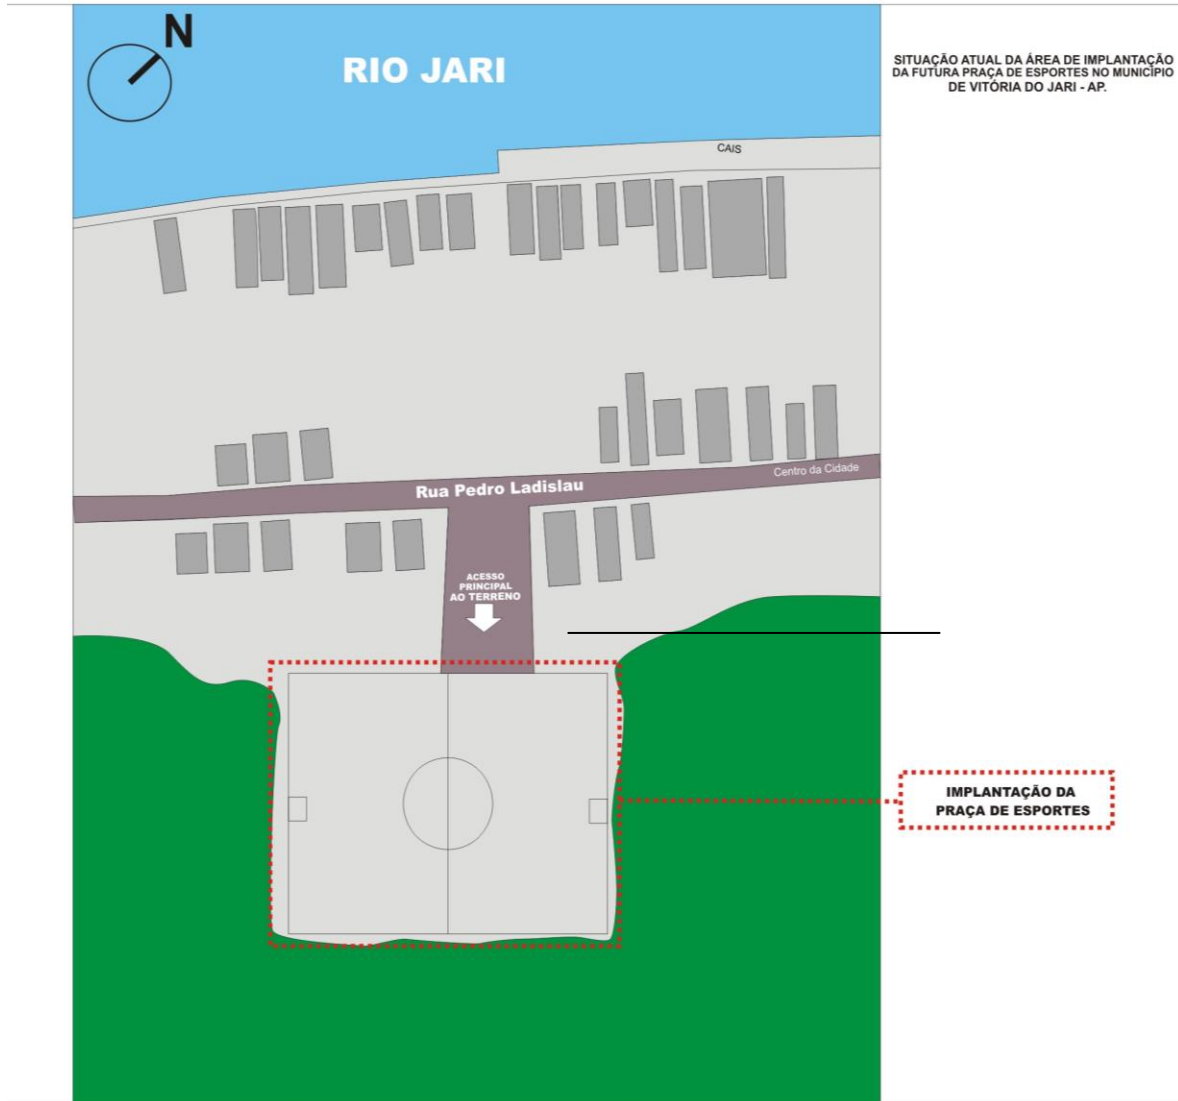 N
RIO JARI
SITUAÇÃO ATUAL DA ÁREA DE IMPLANTAÇÃO
DA FUTURA PRAÇA DE ESPORTES NO MUNICÍPIO
DE VITÓRIA DO JARI - AP.
CAIS
Centro da Cidade
Rua Pedro Ladislau
ACESSO
PRINCIPAL
AO TERRENO
IMPLANTAÇÃO DA
PRAÇA DE ESPORTES